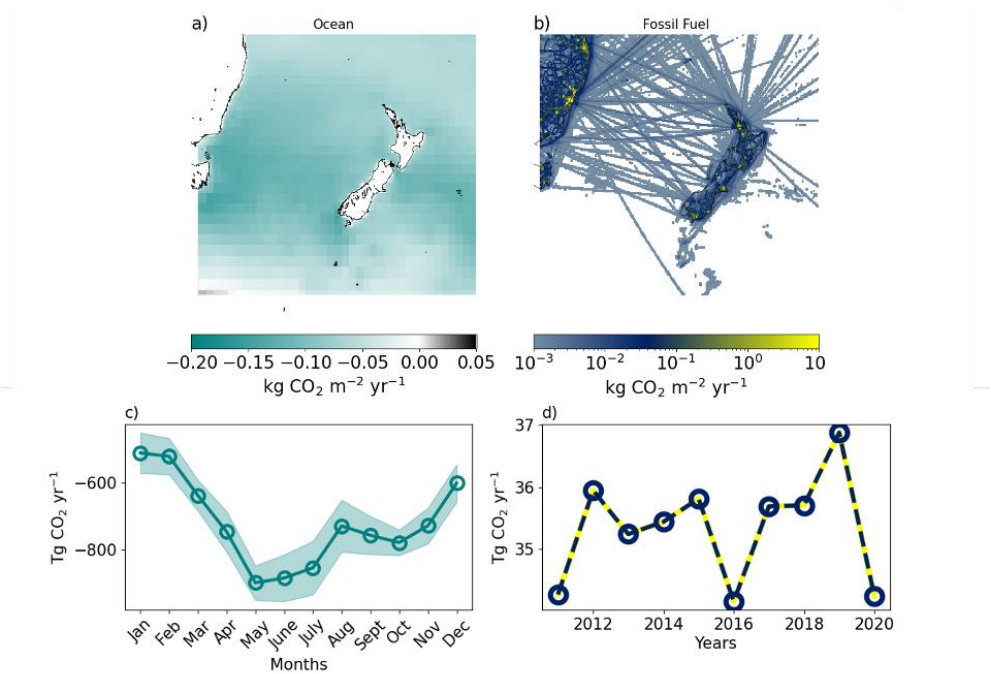 a)
Ocean
b)
Fossil Fuel
−0.20 −0.15 −0.10 −0.05 0.00 0.05
kg CO₂ m⁻² yr⁻¹
10⁻³ 10⁻² 10⁻¹ 10⁰ 10
kg CO₂ m⁻² yr⁻¹
c)
−600
−800
Tg CO₂ yr⁻¹
Jan Feb Mar Apr May June July Aug Sept Oct Nov Dec
Months
d)
37
36
35
Tg CO₂ yr⁻¹
2012 2014 2016 2018 2020
Years